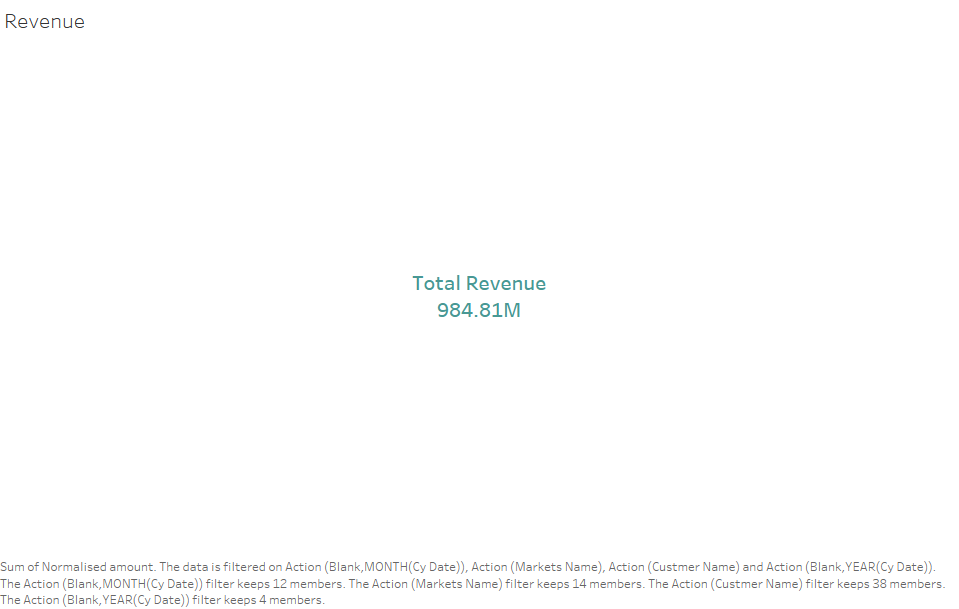 Revenue
Total Revenue
984.81M
Sum of Normalised amount. The data is filtered on Action (Blank,MONTH(Cy Date)), Action (Markets Name), Action (Custmer Name) and Action (Blank,YEAR(Cy Date)).
The Action (Blank,MONTH(Cy Date)) filter keeps 12 members. The Action (Markets Name) filter keeps 14 members. The Action (Custmer Name) filter keeps 38 members.
The Action (Blank,YEAR(Cy Date)) filter keeps 4 members.